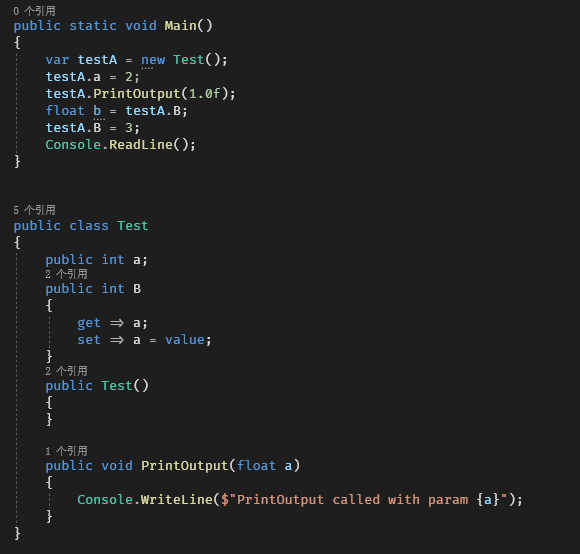 0 个引用
public static void Main()
{
    var testA = new Test();
    testA.a = 2;
    testA.PrintOutput(1.0f);
    float b = testA.B;
    testA.B = 3;
    Console.ReadLine();
}
5 个引用
public class Test
{
    public int a;
    2 个引用
    public int B
    {
        get => a;
        set => a = value;
    }
    2 个引用
    public Test()
    {
    }
    1 个引用
    public void PrintOutput(float a)
    {
        Console.WriteLine($"PrintOutput called with param {a}");
    }
}